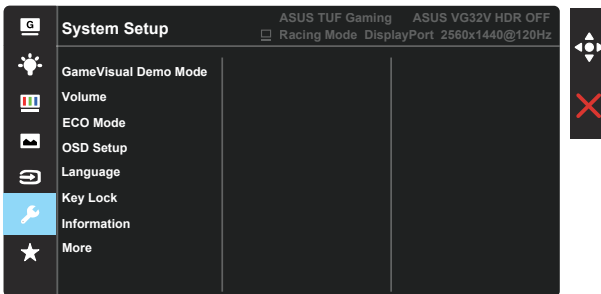 G
System Setup
ASUS TUF Gaming ASUS VG32V HDR OFF
Racing Mode DisplayPort 2560x1440@120Hz
GameVisual Demo Mode
Volume
ECO Mode
OSD Setup
Language
Key Lock
Information
More